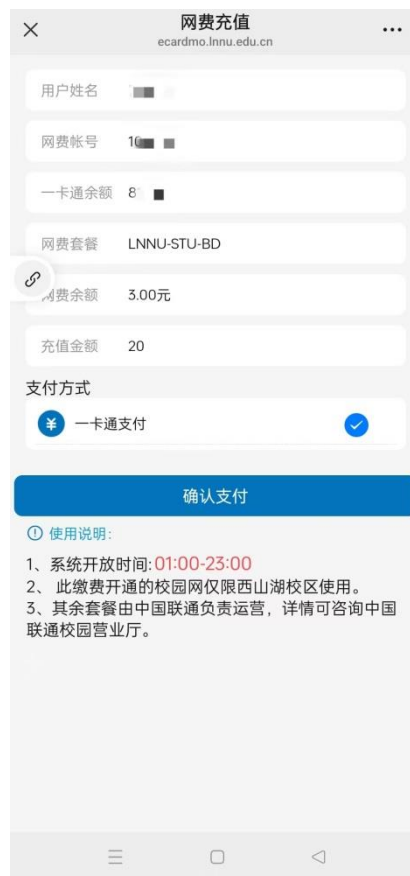 网费充值
ecardmo.lnnu.edu.cn
用户姓名
网费帐号
一卡通余额 8
网费套餐 LNNU-STU-BD
网费余额 3.00元
充值金额 20
支付方式
一卡通支付
确认支付
使用说明:
1、系统开放时间:01:00-23:00
2、 此缴费开通的校园网仅限西山湖校区使用。
3、其余套餐由中国联通负责运营，详情可咨询中国
联通校园营业厅。